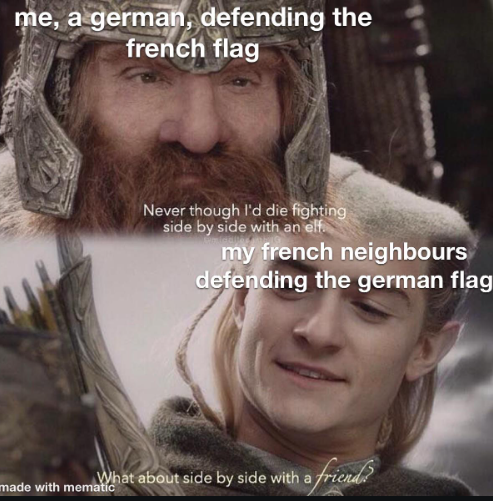 me, a german, defending the
french flag
Never though I'd die fighting
side by side with an elf.
my french neighbours
defending the german flag
What about side by side with a friend?
made with mematic